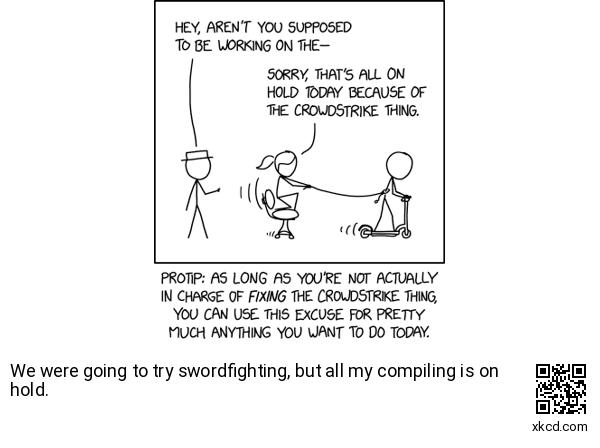 HEY, AREN'T YOU SUPPOSED
TO BE WORKING ON THE—
SORRY, THAT'S ALL ON
HOLD TODAY BECAUSE OF
THE CROWDSTRIKE THING.
PROTIP: AS LONG AS YOU'RE NOT ACTUALLY
IN CHARGE OF FIXING THE CROWDSTRIKE THING,
YOU CAN USE THIS EXCUSE FOR PRETTY
MUCH ANYTHING YOU WANT TO DO TODAY.
We were going to try swordfighting, but all my compiling is on
hold.
xkcd.com